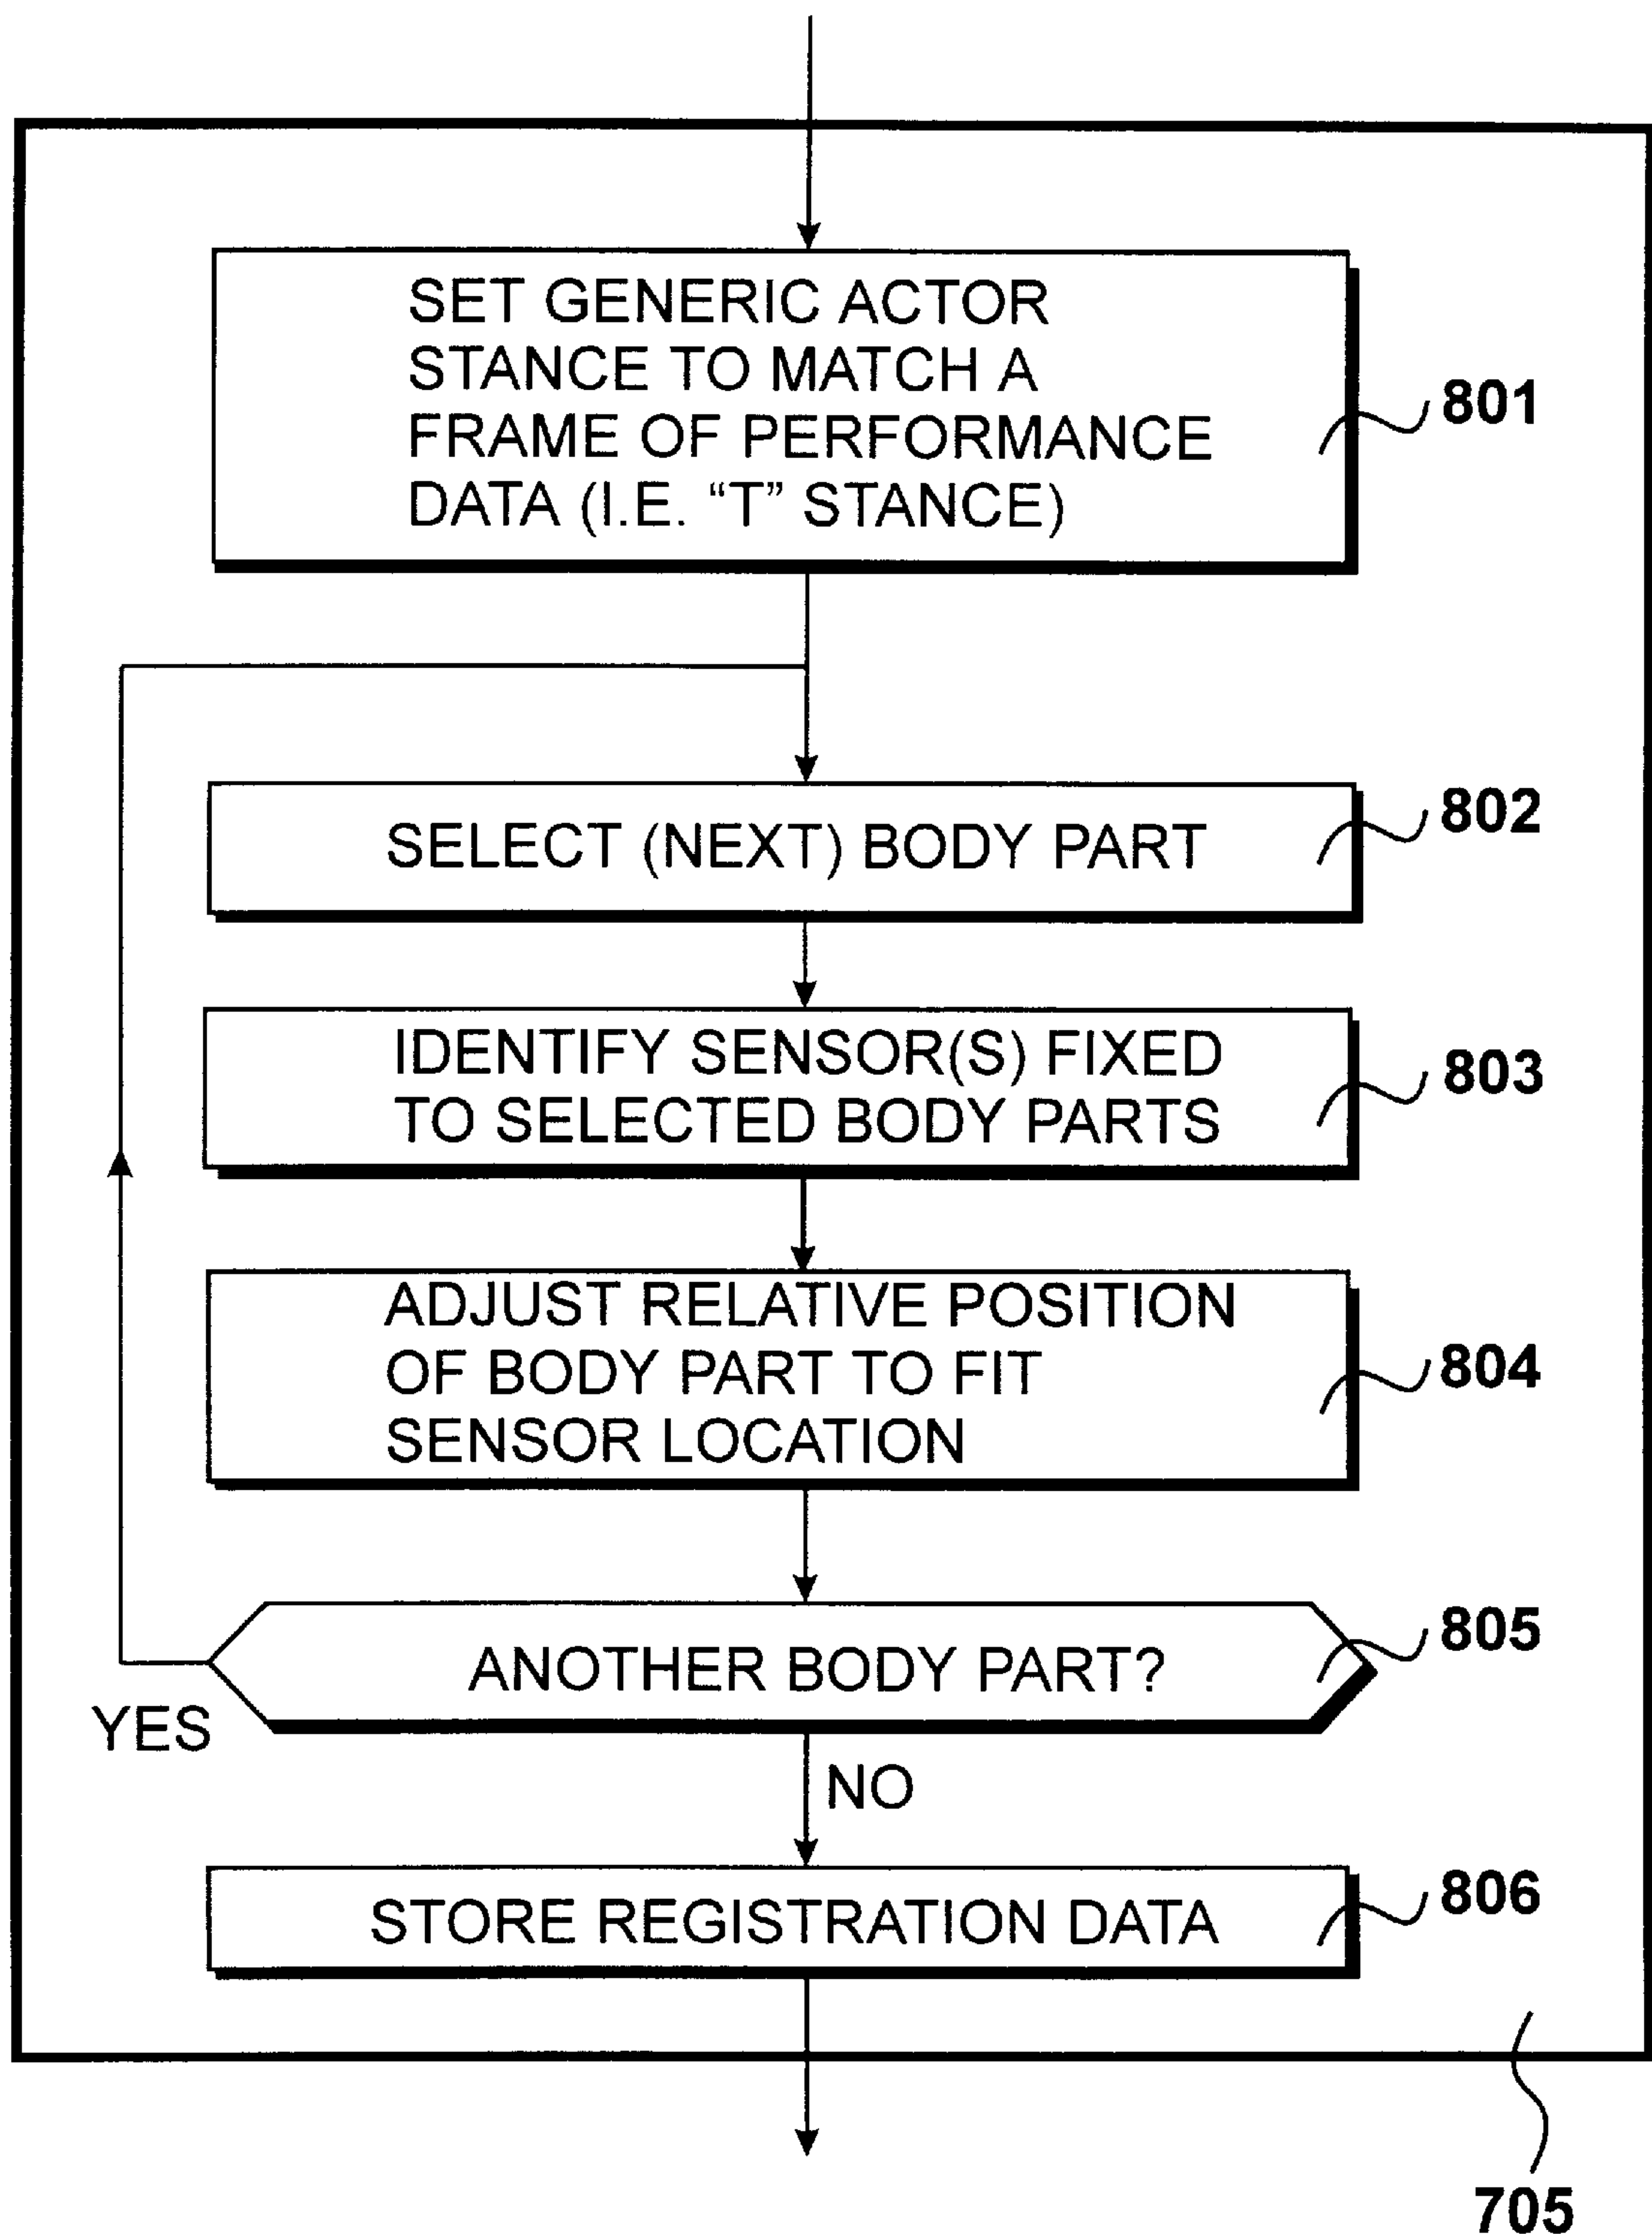 SET GENERIC ACTOR
STANCE TO MATCH A
FRAME OF PERFORMANCE
DATA (I.E. “T” STANCE)
801
SELECT (NEXT) BODY PART
802
IDENTIFY SENSOR(S) FIXED
TO SELECTED BODY PARTS
803
ADJUST RELATIVE POSITION
OF BODY PART TO FIT
SENSOR LOCATION
804
ANOTHER BODY PART?
805
YES
NO
STORE REGISTRATION DATA
806
705